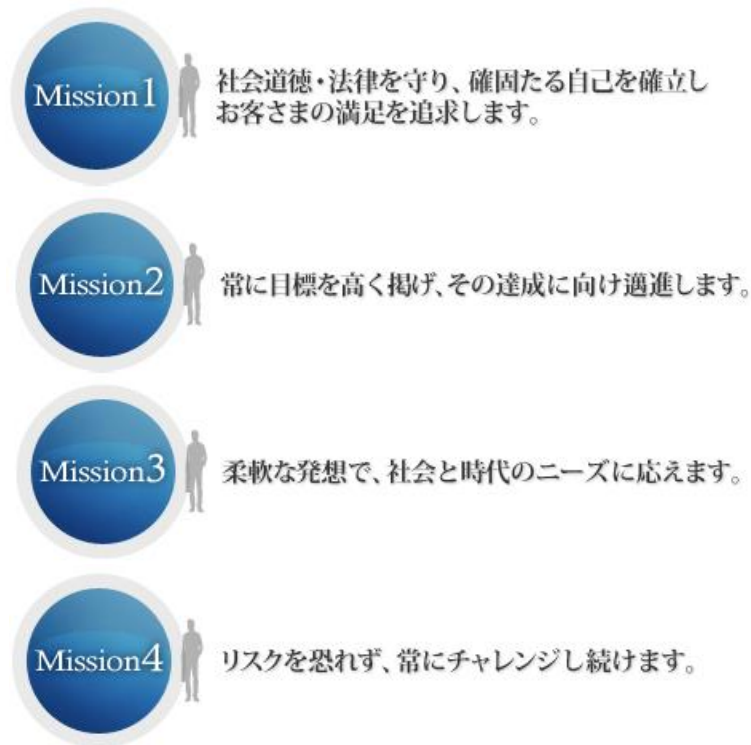 Mission1
社会道徳・法律を守り、確固たる自己を確立し
お客さまの満足を追求します。
Mission2
常に目標を高く掲げ、その達成に向け邁進します。
Mission3
柔軟な発想で、社会と時代のニーズに応えます。
Mission4
リスクを恐れず、常にチャレンジし続けます。